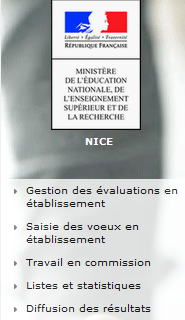 Liberté • Égalité • Fraternité
RÉPUBLIQUE FRANÇAISE
MINISTÈRE
DE L'ÉDUCATION
NATIONALE, DE
L'ENSEIGNEMENT
SUPÉRIEUR ET DE
LA RECHERCHE
NICE
Gestion des évaluations en
établissement
Saisie des voeux en
établissement
Travail en commission
Listes et statistiques
Diffusion des résultats